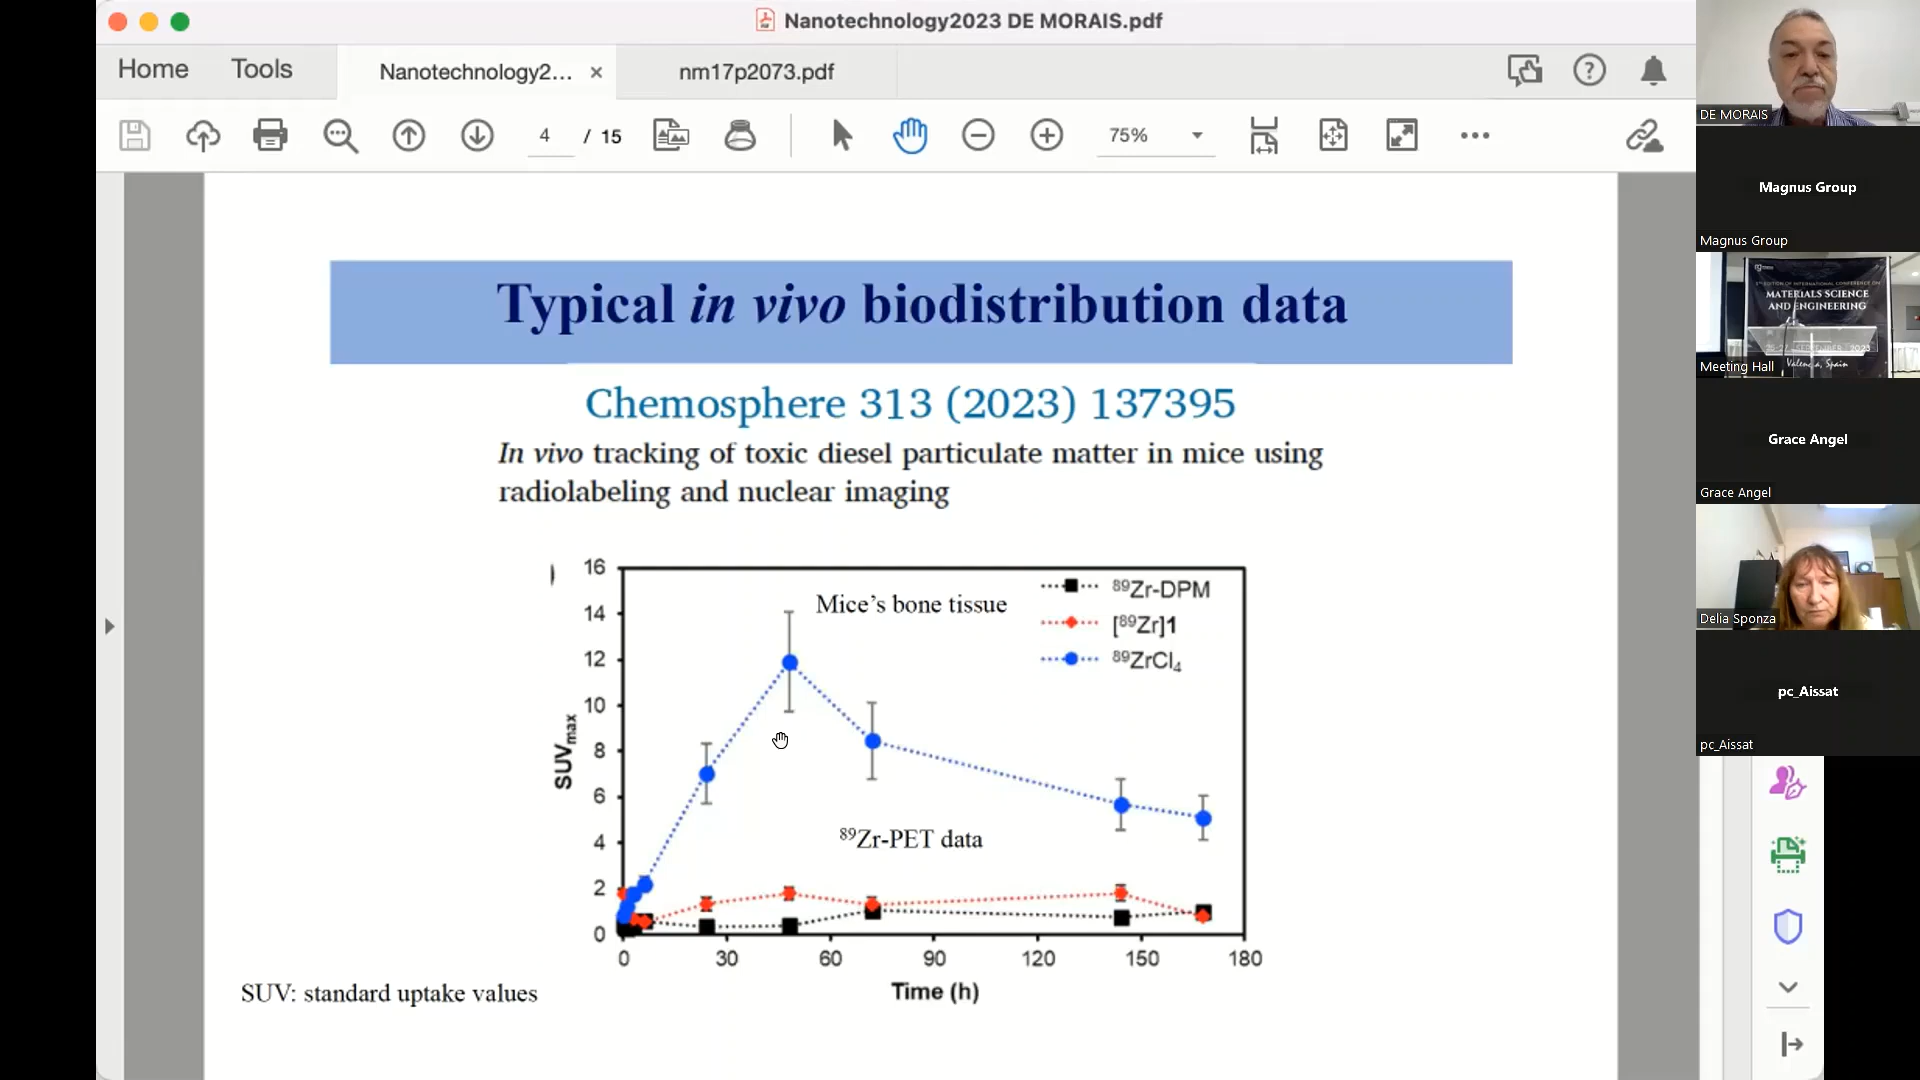 Nanotechnology2023 DE MORAIS.pdf
Home
Tools
Nanotechnology2...
nm17p2073.pdf
4 / 15
75%
Typical in vivo biodistribution data
Chemosphere 313 (2023) 137395
In vivo tracking of toxic diesel particulate matter in mice using
radiolabeling and nuclear imaging
)
16
14
12
10
8
6
4
2
0
SUVmax
Mice's bone tissue
⁸⁹Zr-DPM
[⁸⁹Zr]1
⁸⁹ZrCl₄
⁸⁹Zr-PET data
0 30 60 90 120 150 180
Time (h)
SUV: standard uptake values
DE MORAIS
Magnus Group
Magnus Group
MATERIALS SCIENCE
AND ENGINEERING
Valencia, Spain
Meeting Hall
Grace Angel
Grace Angel
Delia Sponza
pc_Aissat
pc_Aissat